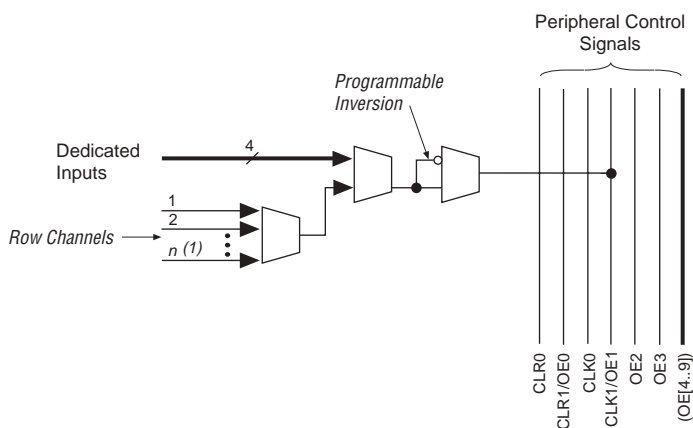 Peripheral Control
Signals
Programmable
Inversion
4
Dedicated
Inputs
1
2
Row Channels
n (1)
CLR0
CLR1/OE0
CLK0
CLK1/OE1
OE2
OE3
(OE[4..9])